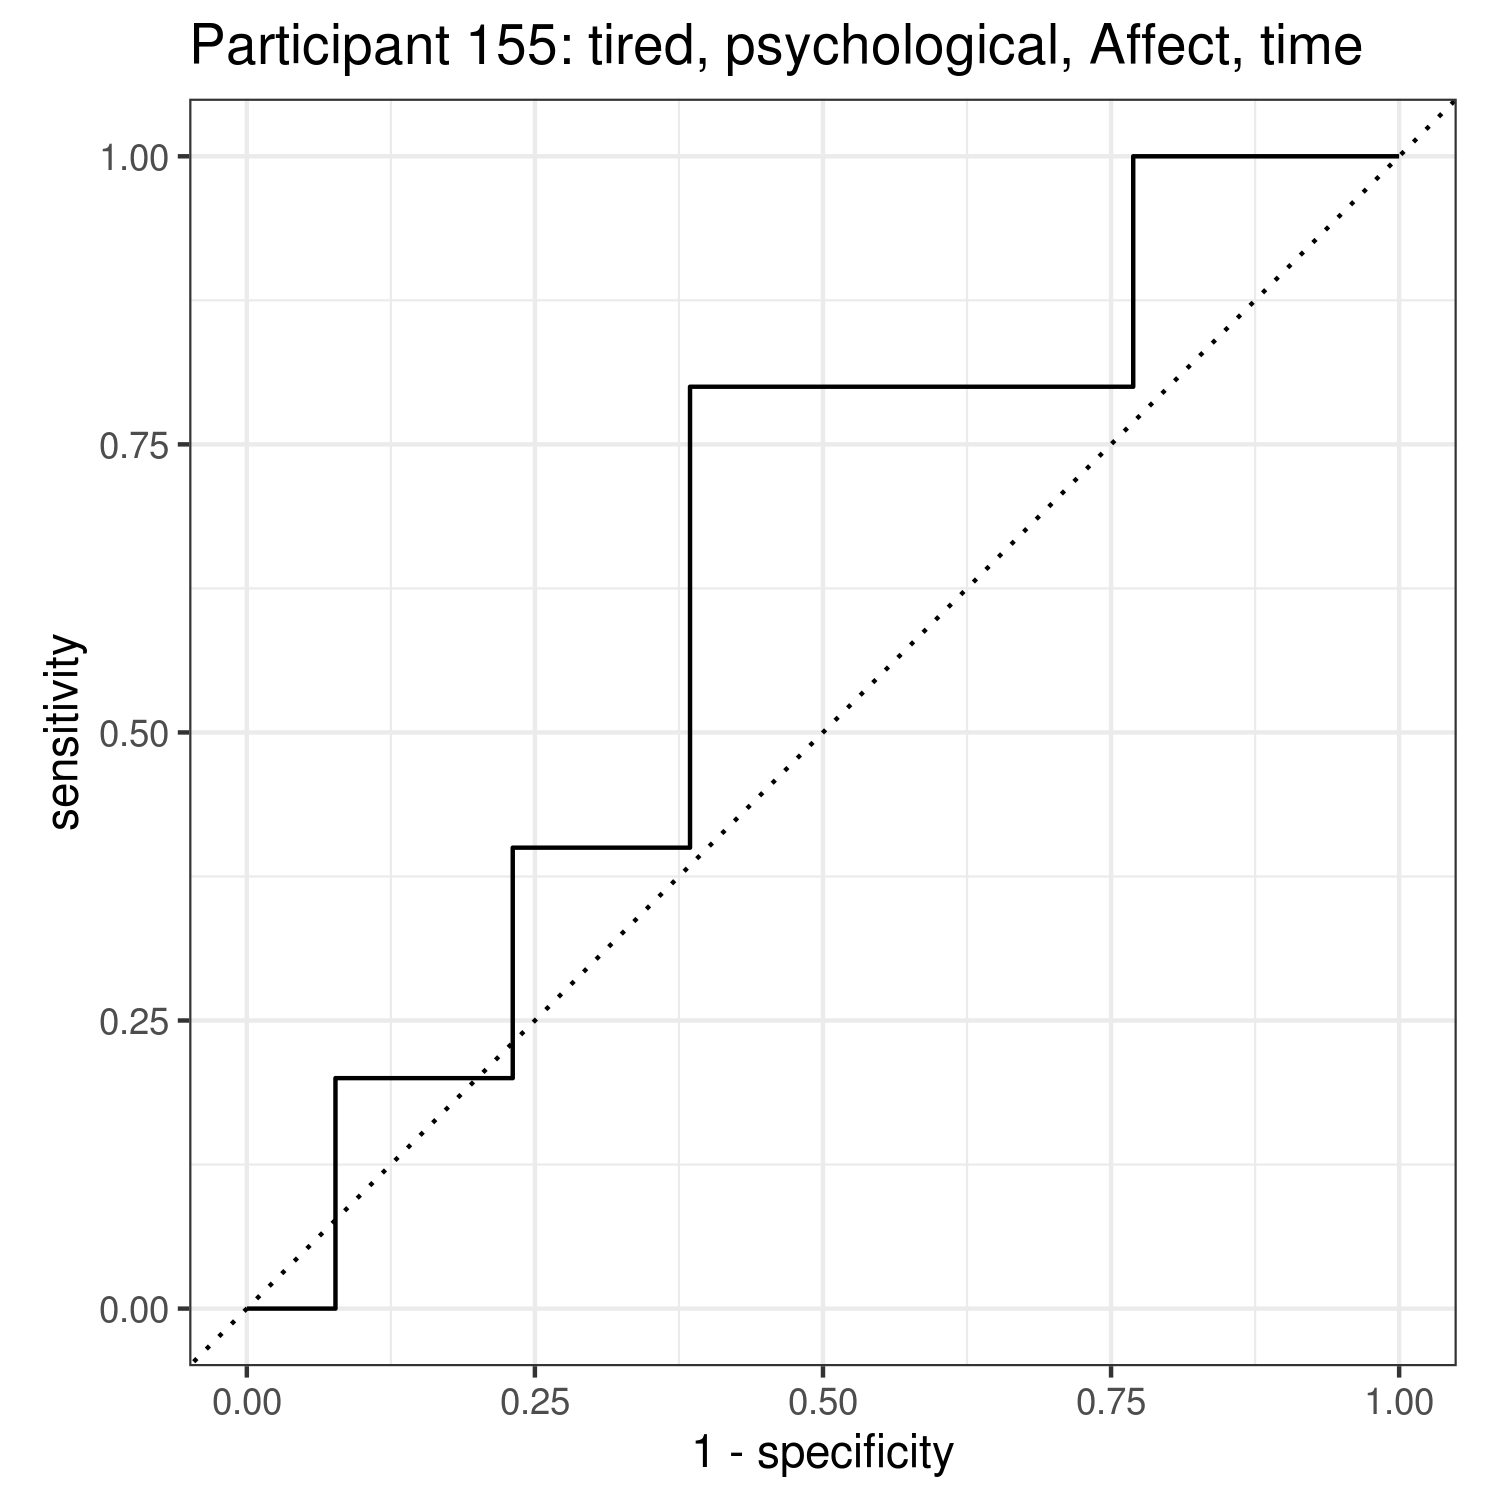 Participant 155: tired, psychological, Affect, time
1.00
0.75
0.50
0.25
0.00
sensitivity
0.00 0.25 0.50 0.75 1.00
1 - specificity